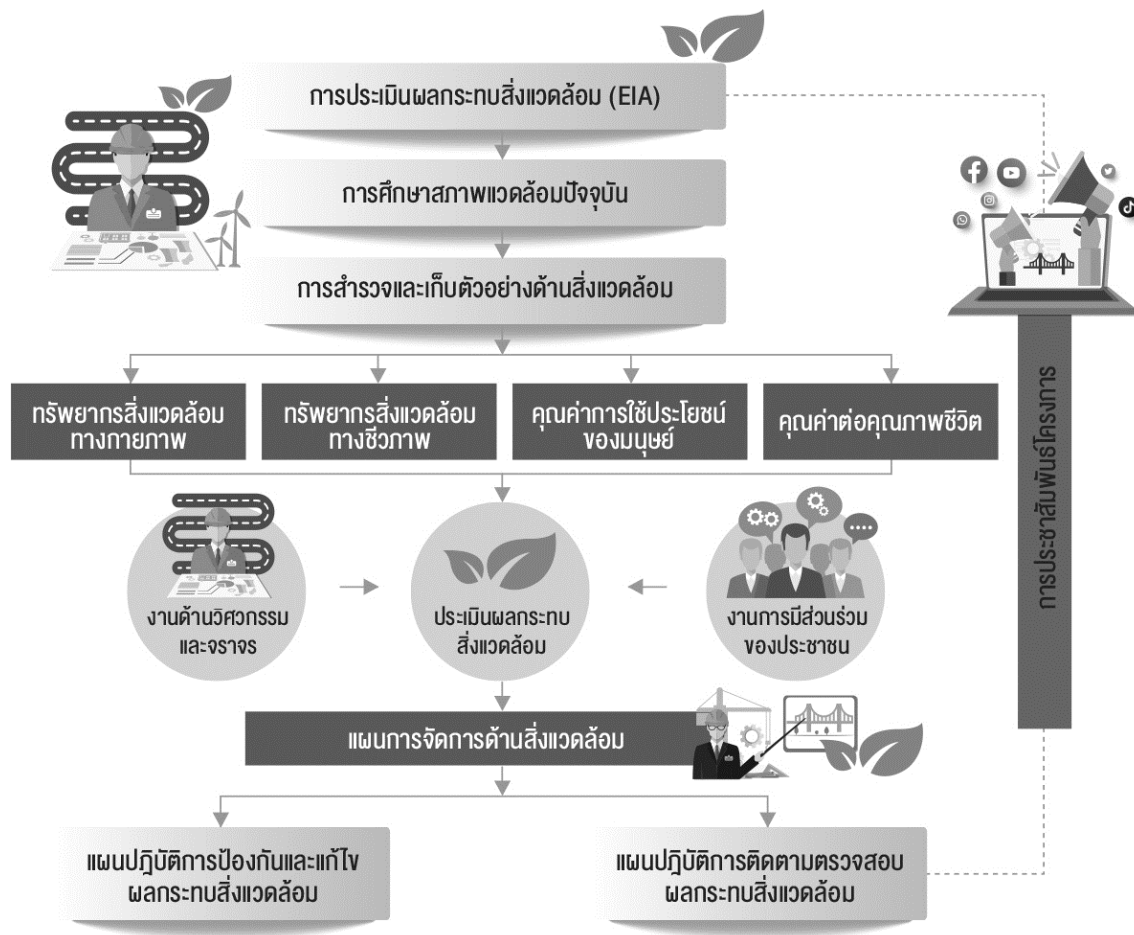 การประเมินผลกระทบสิ่งแวดล้อม (EIA)
การศึกษาสภาพแวดล้อมปัจจุบัน
การสำรวจและเก็บตัวอย่างด้านสิ่งแวดล้อม
ทรัพยากรสิ่งแวดล้อม
ทางกายภาพ
ทรัพยากรสิ่งแวดล้อม
ทางชีวภาพ
คุณค่าการใช้ประโยชน์
ของมนุษย์
คุณค่าต่อคุณภาพชีวิต
การประชาสัมพันธ์โครงการ
งานด้านวิศวกรรม
และจราจร
ประเมินผลกระทบ
สิ่งแวดล้อม
งานการมีส่วนร่วม
ของประชาชน
แผนการจัดการด้านสิ่งแวดล้อม
แผนปฏิบัติการป้องกันและแก้ไข
ผลกระทบสิ่งแวดล้อม
แผนปฏิบัติการติดตามตรวจสอบ
ผลกระทบสิ่งแวดล้อม